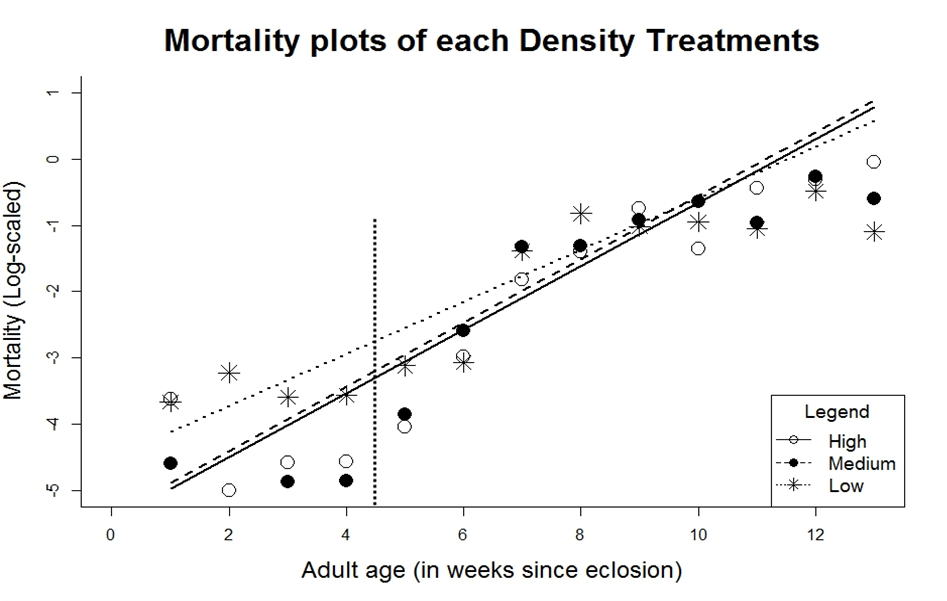 Mortality plots of each Density Treatments
Mortality (Log-scaled)
1
0
-1
-2
-3
-4
-5
0 2 4 6 8 10 12
Adult age (in weeks since eclosion)
Legend
High
Medium
Low